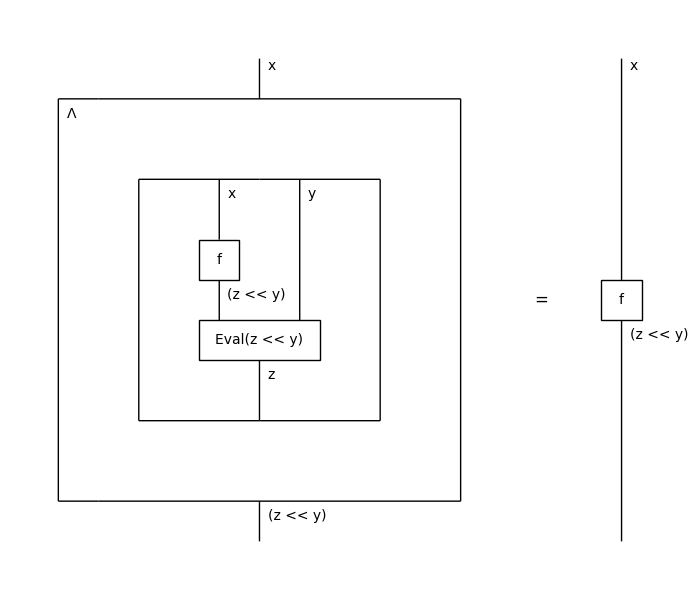 x
Λ
x
y
f
(z << y)
Eval(z << y)
z
(z << y)
=
x
f
(z << y)